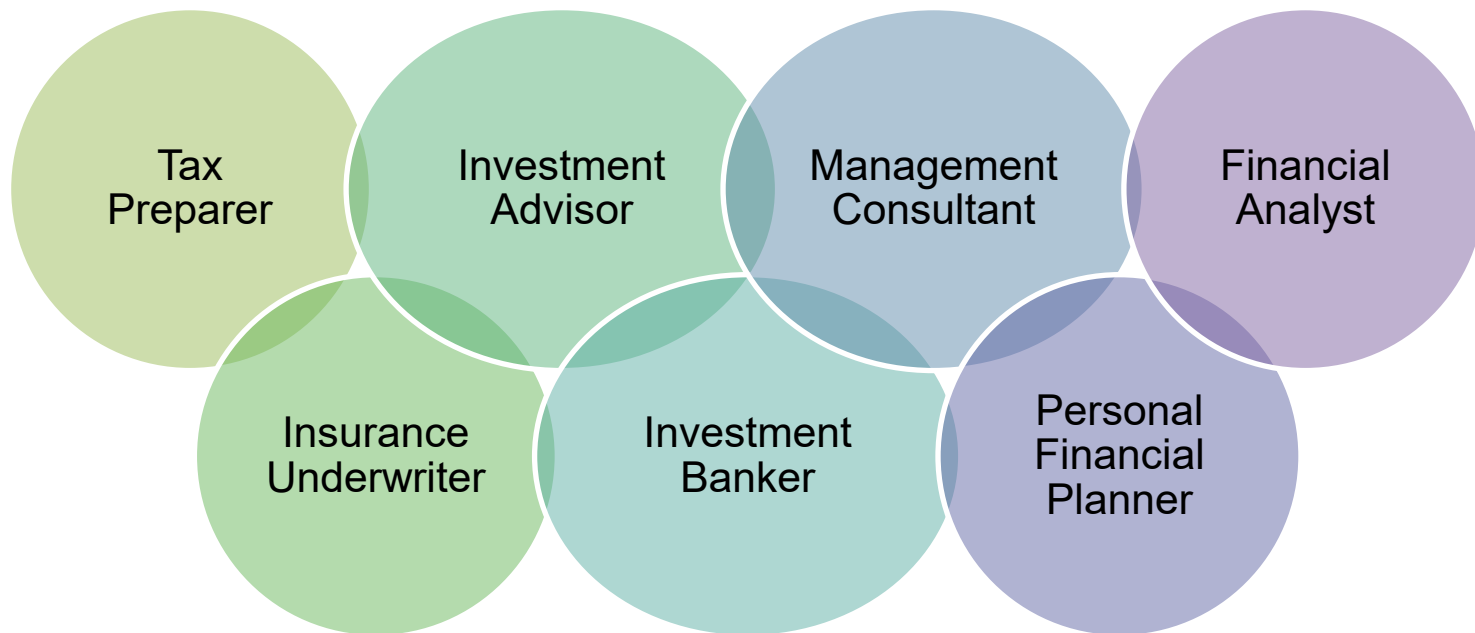 Tax
Preparer
Investment
Advisor
Management
Consultant
Financial
Analyst
Insurance
Underwriter
Investment
Banker
Personal
Financial
Planner